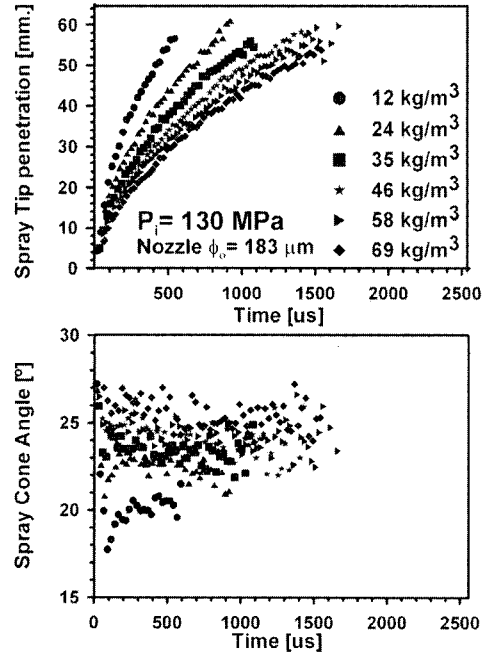 Spray Tip penetration [mm.]
60
50
40
30
20
10
0
12 kg/m³
24 kg/m³
35 kg/m³
46 kg/m³
58 kg/m³
69 kg/m³
Pᵢ= 130 MPa
Nozzle ϕₒ= 183 µm
500 1000 1500 2000 2500
Time [us]
Spray Cone Angle [º]
30
25
20
15
0 500 1000 1500 2000 2500
Time [us]